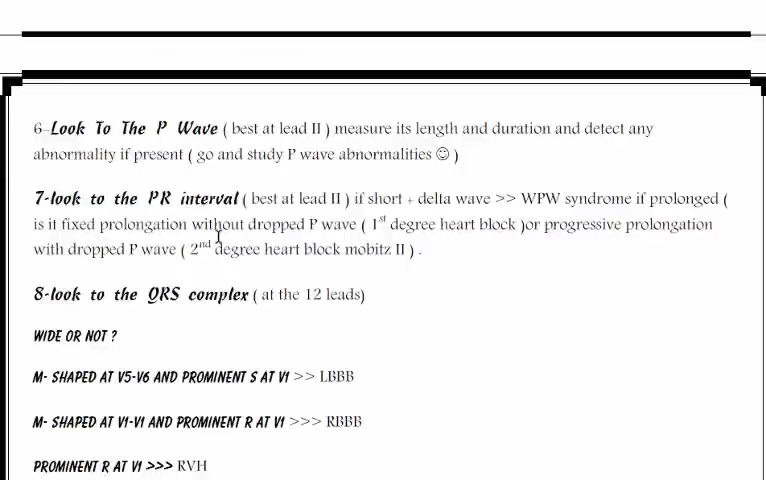 6-Look To The P Wave ( best at lead II ) measure its length and duration and detect any
abnormality if present ( go and study P wave abnormalities ☺ )
7-look to the PR interval ( best at lead II ) if short + delta wave >> WPW syndrome if prolonged (
is it fixed prolongation without dropped P wave ( 1st degree heart block )or progressive prolongation
with dropped P wave ( 2nd degree heart block mobitz II ) .
8-look to the QRS complex ( at the 12 leads)
WIDE OR NOT ?
M- SHAPED AT V5-V6 AND PROMINENT S AT V1 >> LBBB
M- SHAPED AT V1-V1 AND PROMINENT R AT V1 >>> RBBB
PROMINENT R AT V1 >>> RVH